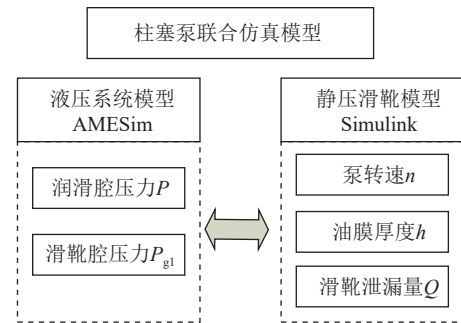 柱塞泵联合仿真模型
液压系统模型
AMESim
润滑腔压力P
滑靴腔压力Pg1
静压滑靴模型
Simulink
泵转速n
油膜厚度h
滑靴泄漏量Q